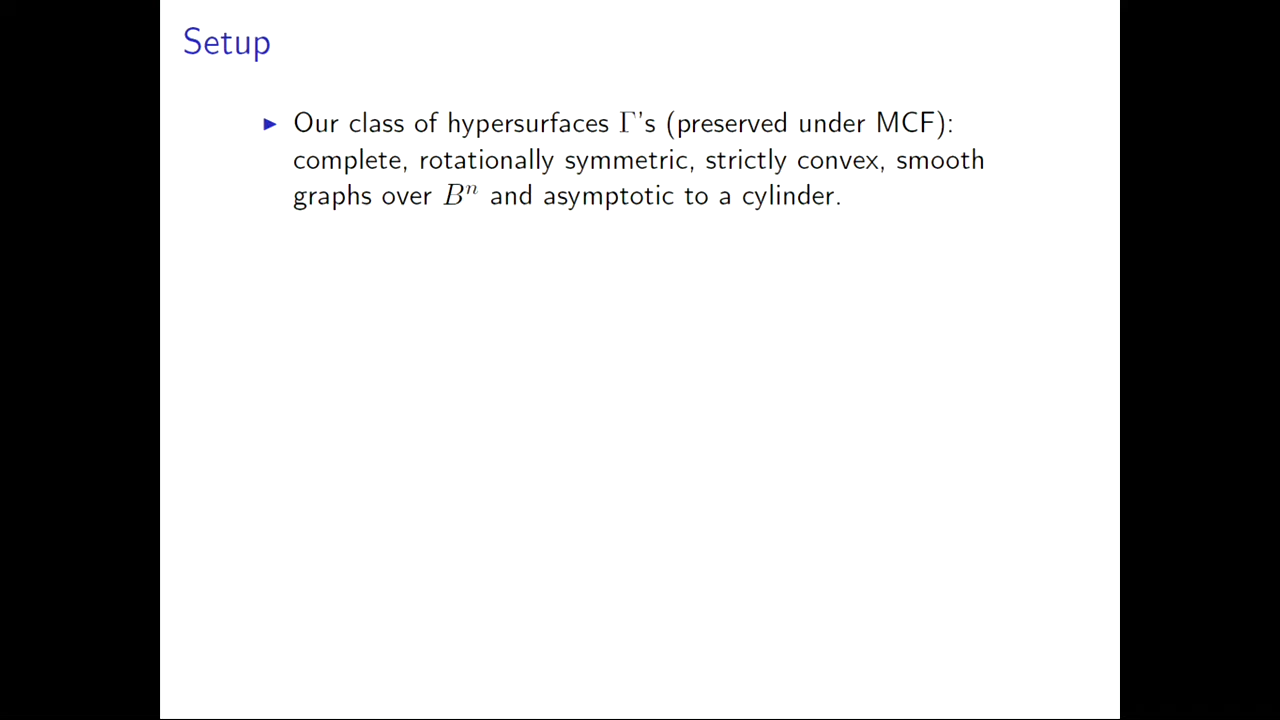 Setup
▶ Our class of hypersurfaces Γ's (preserved under MCF):
complete, rotationally symmetric, strictly convex, smooth
graphs over Bⁿ and asymptotic to a cylinder.